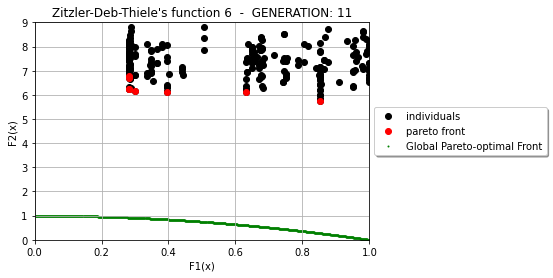 Zitzler-Deb-Thiele's function 6 - GENERATION: 11
9
8
7
6
5
4
3
2
1
0
F2(x)
0.0 0.2 0.4 0.6 0.8 1.0
F1(x)
individuals
pareto front
Global Pareto-optimal Front